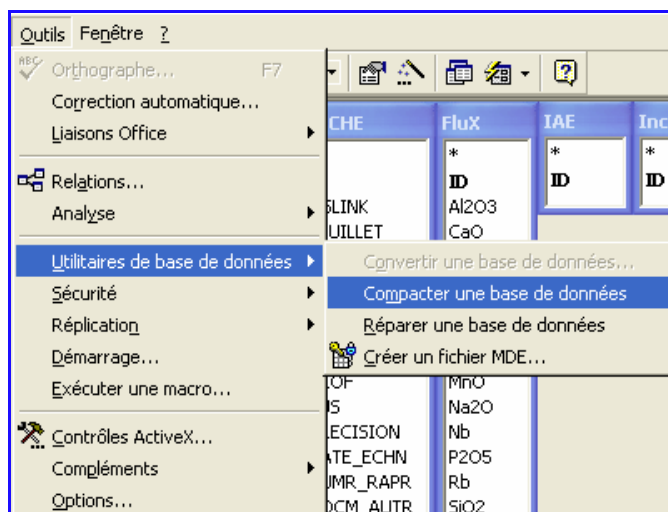 Outils Fenêtre ?
Orthographe... F7
Correction automatique...
Liaisons Office
Relations...
Analyse
Utilitaires de base de données
Sécurité
Réplication
Démarrage...
Exécuter une macro...
Contrôles ActiveX...
Compléments
Options...
Convertir une base de données...
Compacter une base de données
Réparer une base de données
Créer un fichier MDE...
CHE
SLINK
UILLET
ECISION
ATE_ECHN
UMR_RAPR
OCM_AUTR
FluX
*
ID
Al2O3
CaO
MnO
Na2O
Nb
P2O5
Rb
SiO2
IAE
*
ID
Inc
*
ID